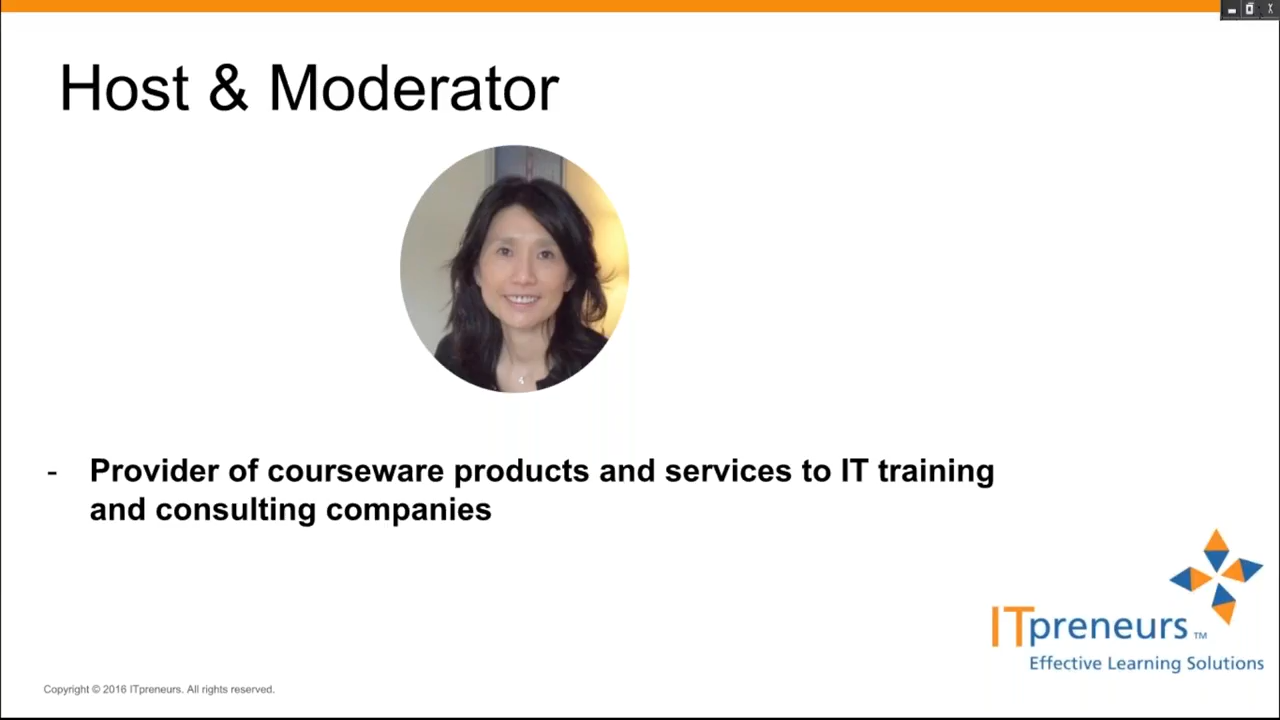 Host & Moderator
- Provider of courseware products and services to IT training
and consulting companies
ITpreneurs TM
Effective Learning Solutions
Copyright © 2016 ITpreneurs. All rights reserved.